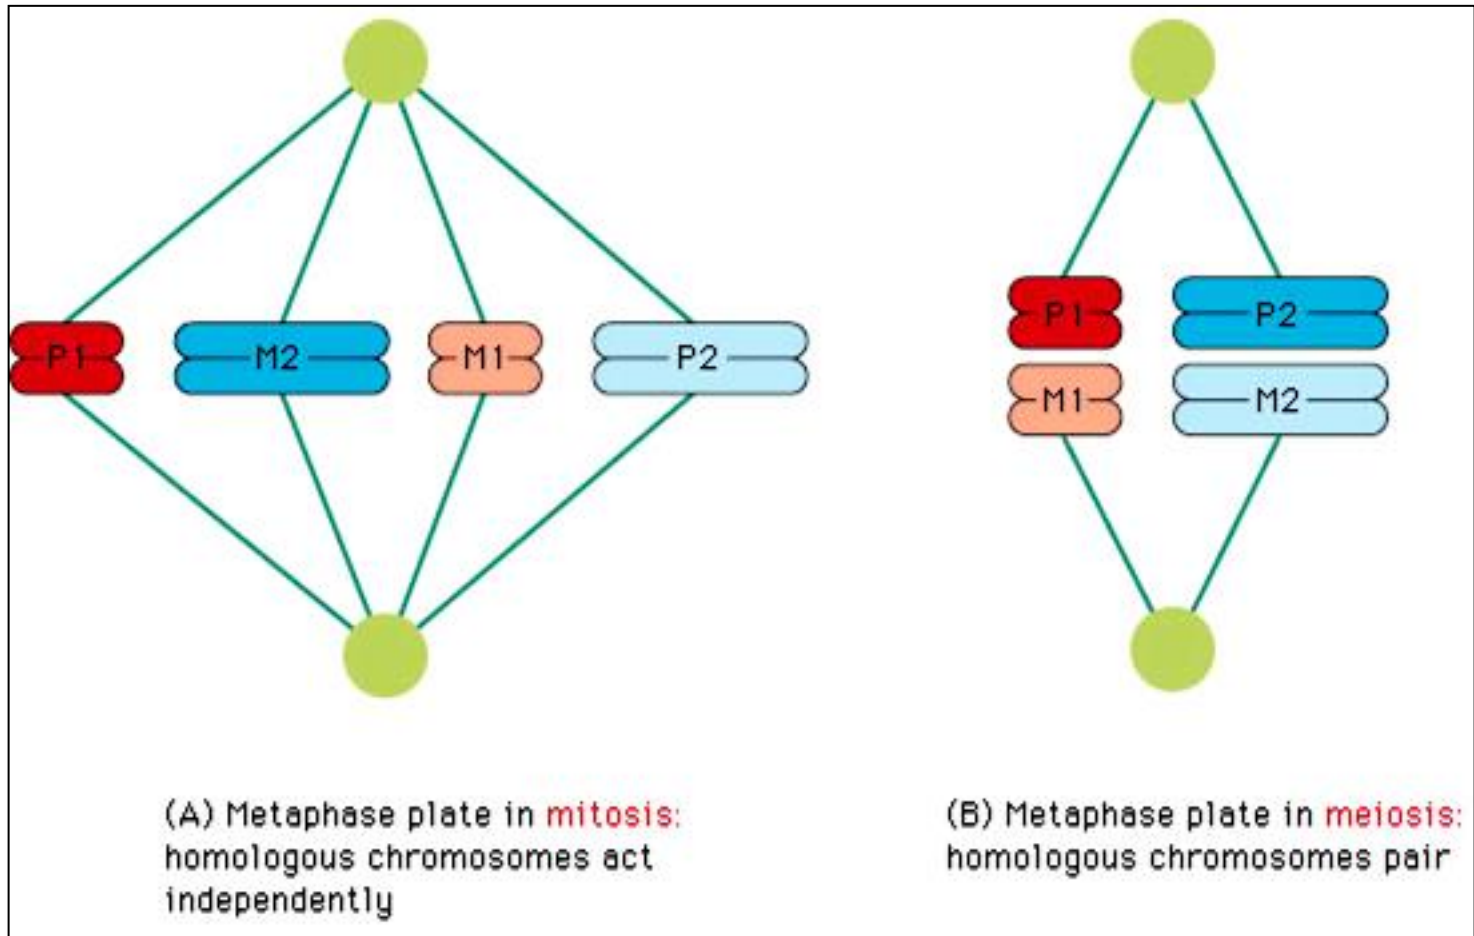 P1 M2 M1 P2
P1 P2
M1 M2
(A) Metaphase plate in mitosis:
homologous chromosomes act
independently
(B) Metaphase plate in meiosis:
homologous chromosomes pair